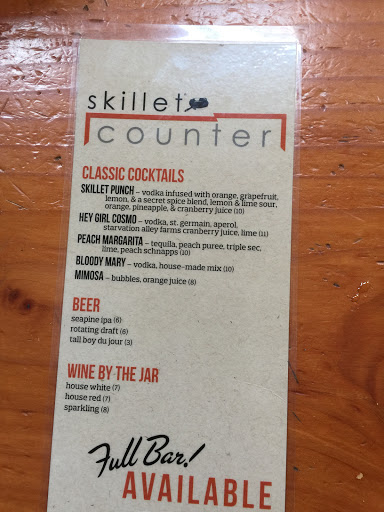 skillet
counter
CLASSIC COCKTAILS
SKILLET PUNCH – vodka infused with orange, grapefruit,
lemon, & a secret spice blend, lemon & lime sour,
orange, pineapple, & cranberry juice (10)
HEY GIRL COSMO – vodka, st. germain, aperol,
starvation alley farms cranberry juice, lime (11)
PEACH MARGARITA – tequila, peach puree, triple sec,
lime, peach schnapps (10)
BLOODY MARY – vodka, house-made mix (10)
MIMOSA – bubbles, orange juice (8)
BEER
seapine ipa (6)
rotating draft (6)
tall boy du jour (3)
WINE BY THE JAR
house white (7)
house red (7)
sparkling (8)
Full Bar!
AVAILABLE